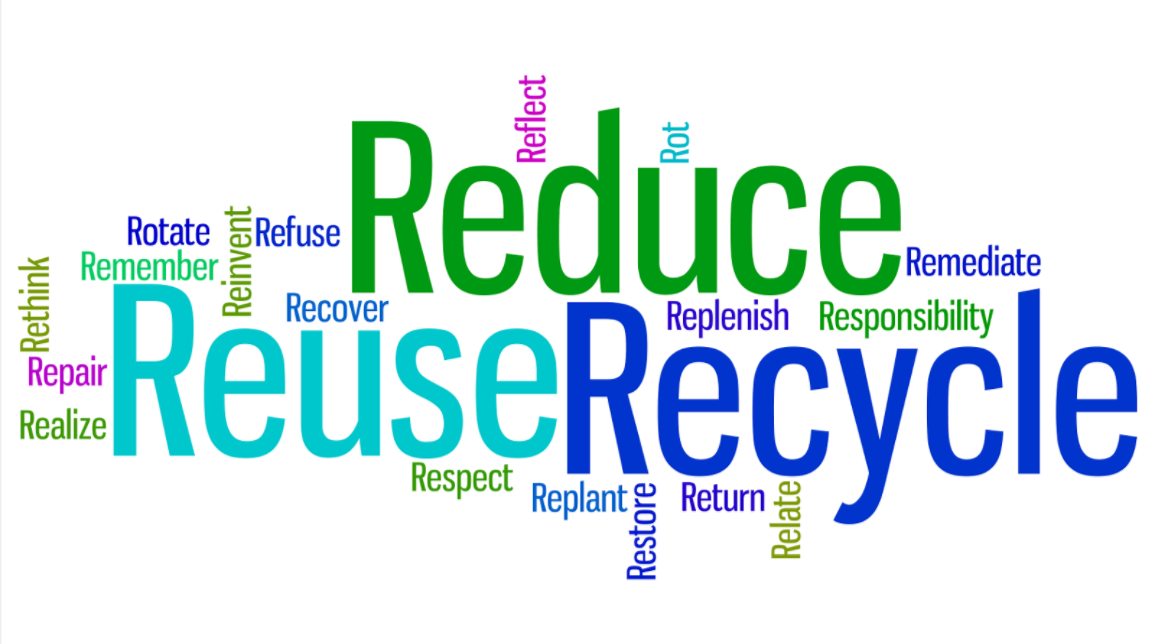 Reflect
Rot
Reduce
Rotate
Reinvent
Refuse
Remember
Remediate
Rethink
Recover
Replenish
Responsibility
Repair
Reuse
Recycle
Realize
Respect
Replant
Restore
Return
Relate